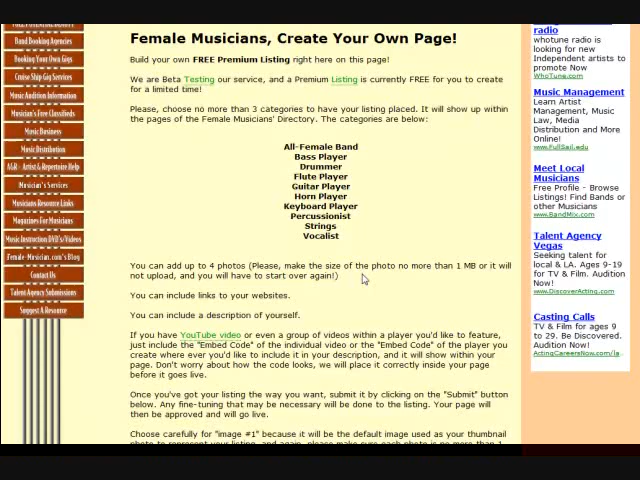 Band Booking Agencies
Booking Your Own Gigs
Cruise Ship Gig Services
Music Audition Information
Musician's Free Classifieds
Music Business
Music Distribution
A&R - Artist & Repertoire Help
Musician's Services
Musicians Resource Links
Magazines For Musicians
Music Instruction DVD's/Videos
Female-Musician.com's Blog
Contact Us
Talent Agency Submissions
Suggest A Resource
Female Musicians, Create Your Own Page!
Build your own FREE Premium Listing right here on this page!
We are Beta Testing our service, and a Premium Listing is currently FREE for you to create
for a limited time!
Please, choose no more than 3 categories to have your listing placed. It will show up within
the pages of the Female Musicians' Directory. The categories are below:
All-Female Band
Bass Player
Drummer
Flute Player
Guitar Player
Horn Player
Keyboard Player
Percussionist
Strings
Vocalist
You can add up to 4 photos (Please, make the size of the photo no more than 1 MB or it will
not upload, and you will have to start over again!)
You can include links to your websites.
You can include a description of yourself.
If you have YouTube video or even a group of videos within a player you'd like to feature,
just include the "Embed Code" of the individual video or the "Embed Code" of the player you
create where ever you'd like to include it in your description, and it will show within your
page. Don't worry about how the code looks, we will place it correctly inside your page
before it goes live.
Once you've got your listing the way you want, submit it by clicking on the "Submit" button
below. Any fine-tuning that may be necessary will be done to the listing. Your page will
then be approved and will go live.
Choose carefully for "image #1" because it will be the default image used as your thumbnail
radio
whotune radio is
looking for new
Independent artists to
promote Now
WhoTune.com
Music Management
Learn Artist
Management, Music
Law, Media
Distribution and More
Online!
www.FullSail.edu
Meet Local
Musicians
Free Profile - Browse
Listings! Find Bands or
other Musicians
www.BandMix.com
Talent Agency
Vegas
Seeking talent for
local & LA. Ages 9-19
for TV & Film. Audition
Now!
www.DiscoverActing.com
Casting Calls
TV & Film for ages 9
to 29. Be Discovered.
Audition Now!
ActingCareersNow.com/la...